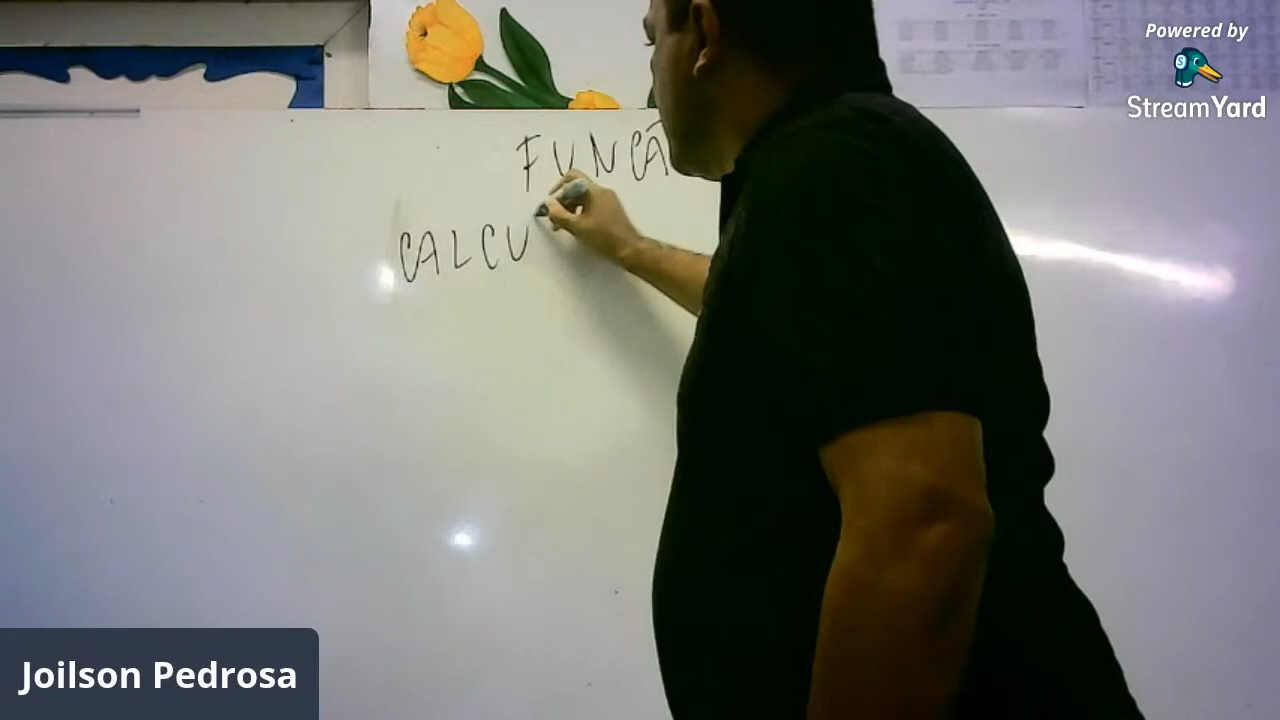 Powered by
StreamYard
FUNÇÃ
CALCU
Joilson Pedrosa